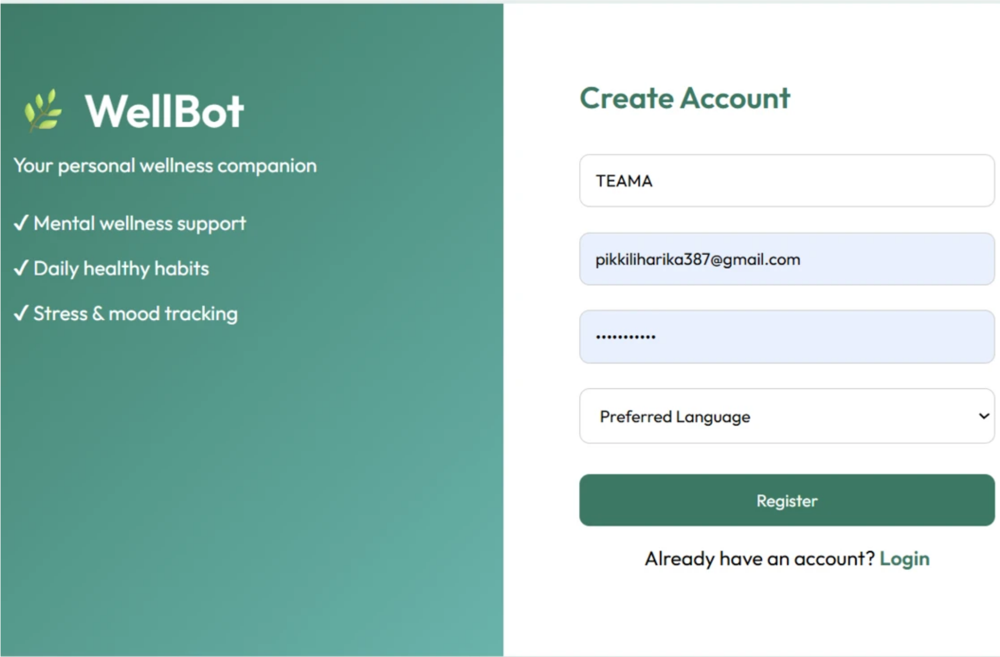 WellBot
Your personal wellness companion
✓ Mental wellness support
✓ Daily healthy habits
✓ Stress & mood tracking
Create Account
TEAMA
pikkiliharika387@gmail.com
•••••••••••
Preferred Language
Register
Already have an account? Login